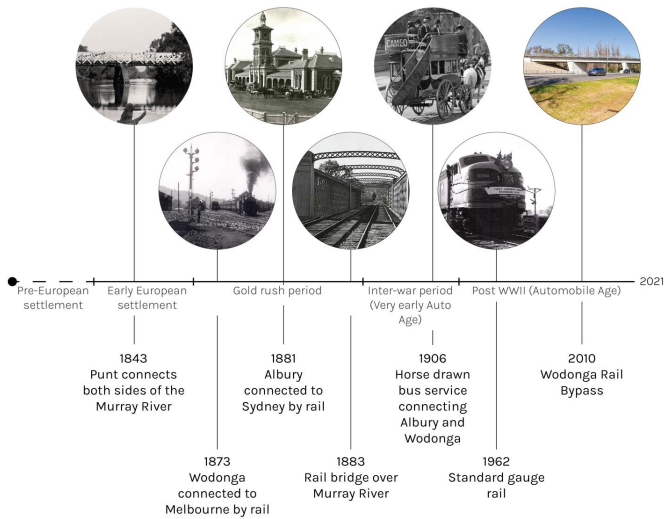 CAMEO
2021
Pre-European
settlement
Early European
settlement
Gold rush period
Inter-war period
(Very early Auto
Age)
Post WWII (Automobile Age)
1843
Punt connects
both sides of the
Murray River
1881
Albury
connected to
Sydney by rail
1906
Horse drawn
bus service
connecting
Albury and
Wodonga
2010
Wodonga Rail
Bypass
1873
Wodonga
connected to
Melbourne by rail
1883
Rail bridge over
Murray River
1962
Standard gauge
rail